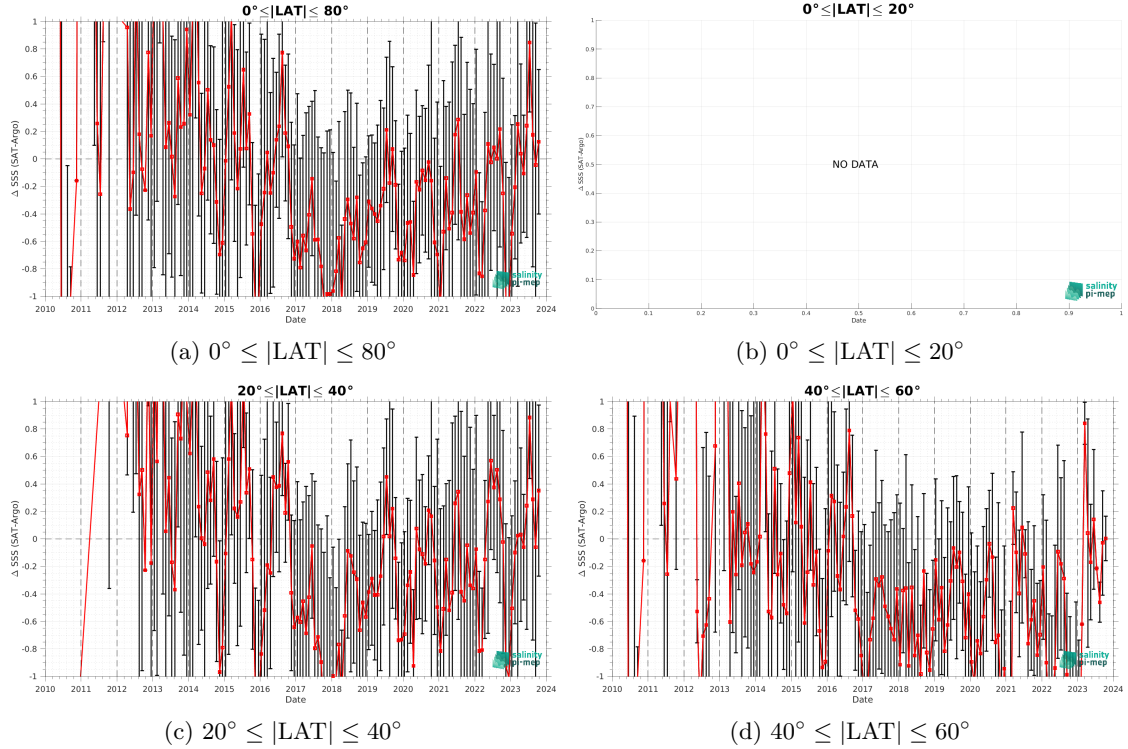 0°≤|LAT|≤ 80°
Δ SSS (SAT-Argo)
1
0.8
0.6
0.4
0.2
0
-0.2
-0.4
-0.6
-0.8
-1
2010 2011 2012 2013 2014 2015 2016 2017 2018 2019 2020 2021 2022 2023 2024
Date
salinity
pi-mep
(a) 0° ≤ |LAT| ≤ 80°
0°≤|LAT|≤ 20°
Δ SSS (SAT-Argo)
1
0.9
0.8
0.7
0.6
0.5
0.4
0.3
0.2
0.1
0
NO DATA
0 0.1 0.2 0.3 0.4 0.5 0.6 0.7 0.8 0.9 1
Date
salinity
pi-mep
(b) 0° ≤ |LAT| ≤ 20°
20°≤|LAT|≤ 40°
Δ SSS (SAT-Argo)
1
0.8
0.6
0.4
0.2
0
-0.2
-0.4
-0.6
-0.8
-1
2010 2011 2012 2013 2014 2015 2016 2017 2018 2019 2020 2021 2022 2023 2024
Date
salinity
pi-mep
(c) 20° ≤ |LAT| ≤ 40°
40°≤|LAT|≤ 60°
Δ SSS (SAT-Argo)
1
0.8
0.6
0.4
0.2
0
-0.2
-0.4
-0.6
-0.8
-1
2010 2011 2012 2013 2014 2015 2016 2017 2018 2019 2020 2021 2022 2023 2024
Date
salinity
pi-mep
(d) 40° ≤ |LAT| ≤ 60°